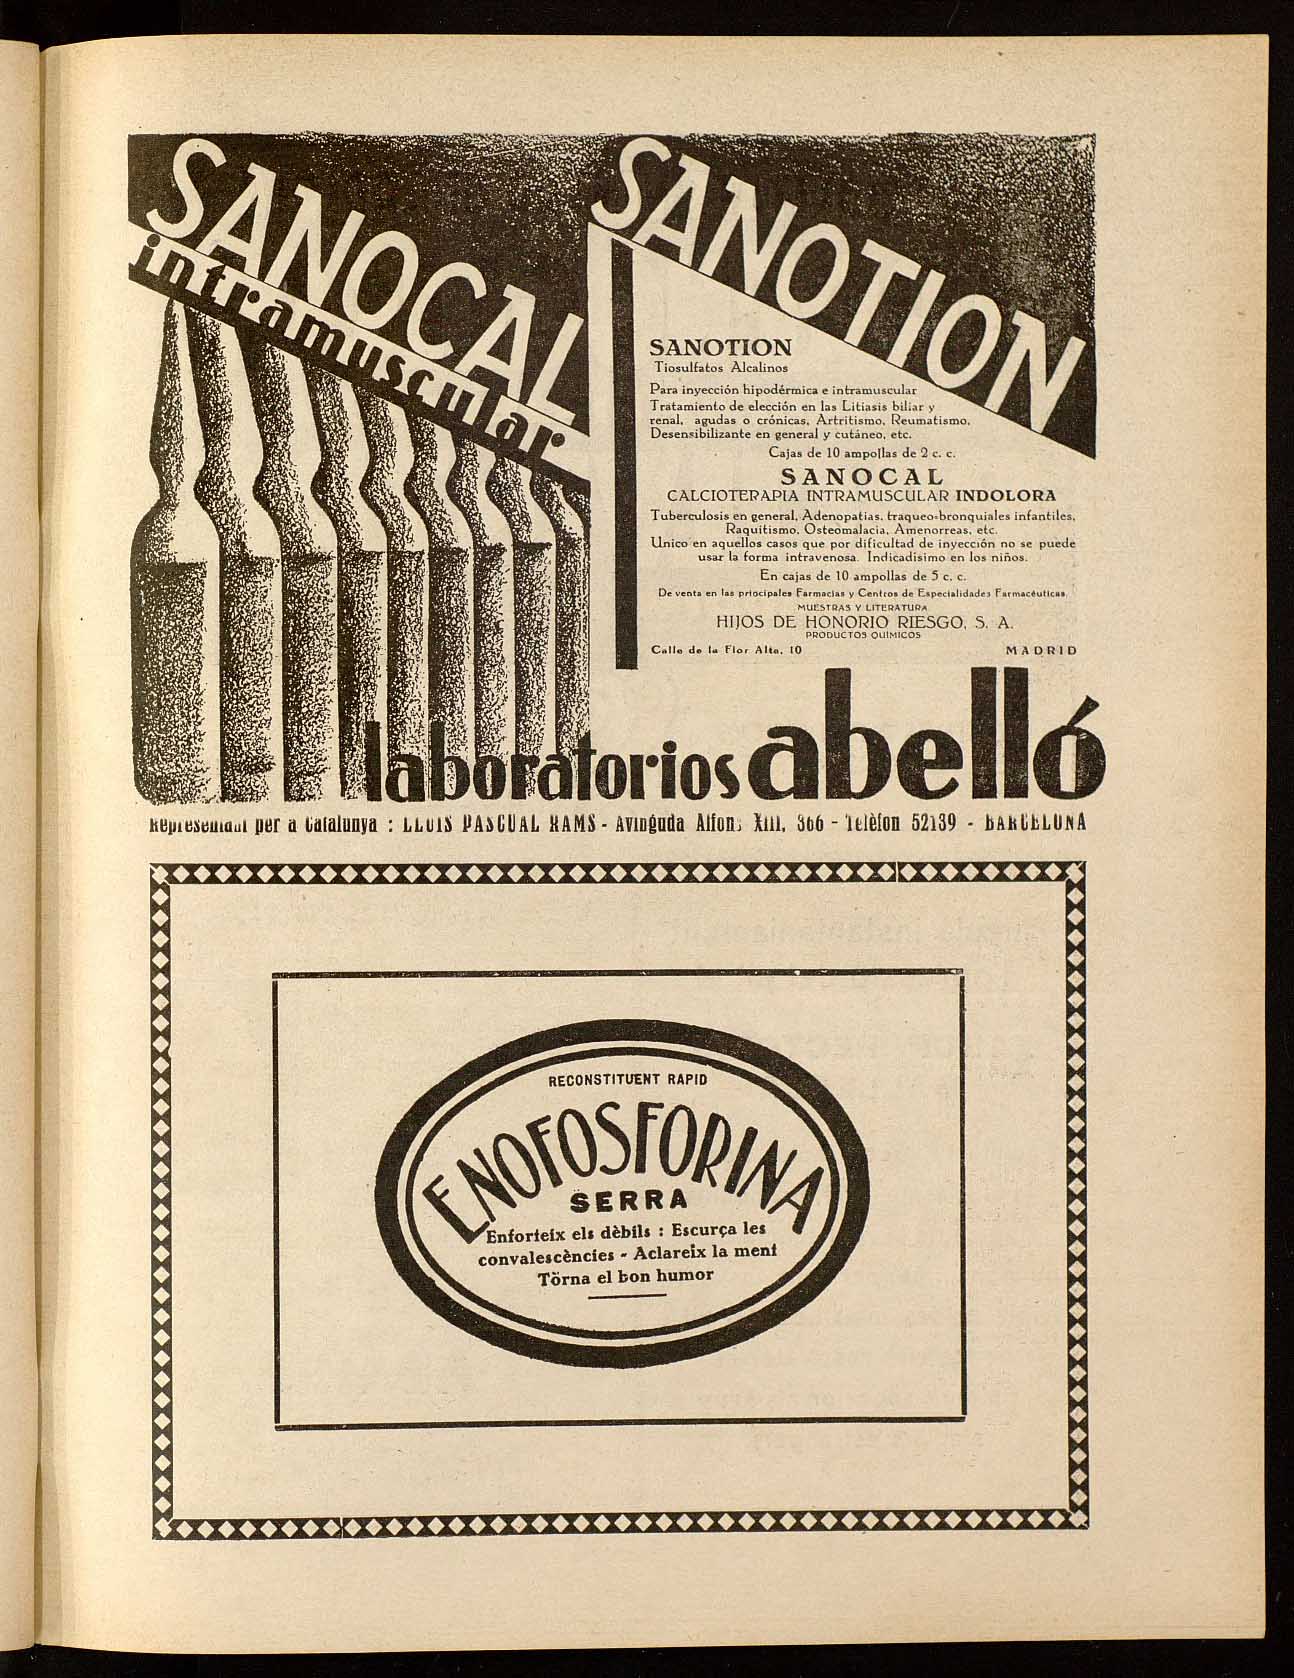 SANOCAL
intramuscular
SANOTION
SANOTION
Tiosulfatos Alcalinos
Para inyección hipodérmica e intramuscular
Tratamiento de elección en las Litiasis biliar y
renal, agudas o crónicas, Artritismo, Reumatismo,
Desensibilizante en general y cutáneo, etc.
Cajas de 10 ampollas de 2 c. c.
SANOCAL
CALCIOTERAPIA INTRAMUSCULAR INDOLORA
Tuberculosis en general, Adenopatias, traqueo-bronquiales infantiles,
Raquitismo, Osteomalacia, Amenorreas, etc.
Unico en aquellos casos que por dificultad de inyección no se puede
usar la forma intravenosa. Indicadísimo en los niños.
En cajas de 10 ampollas de 5 c. c.
De venta en las principales Farmacias y Centros de Especialidades Farmacéuticas.
MUESTRAS Y LITERATURA
HIJOS DE HONORIO RIESGO, S. A.
PRODUCTOS QUIMICOS
Calle de la Flor Alta, 10 MADRID
laboratorios abelló
Representant per a Catalunya : LLUIS PASCUAL RAMS - Avinguda Alfons XIII, 366 - Telèfon 52139 - BARCELONA
RECONSTITUENT RAPID
ENOFOSFORINA
SERRA
Enforteix els dèbils : Escurça les
convalescències - Aclareix la ment
Törna el bon humor